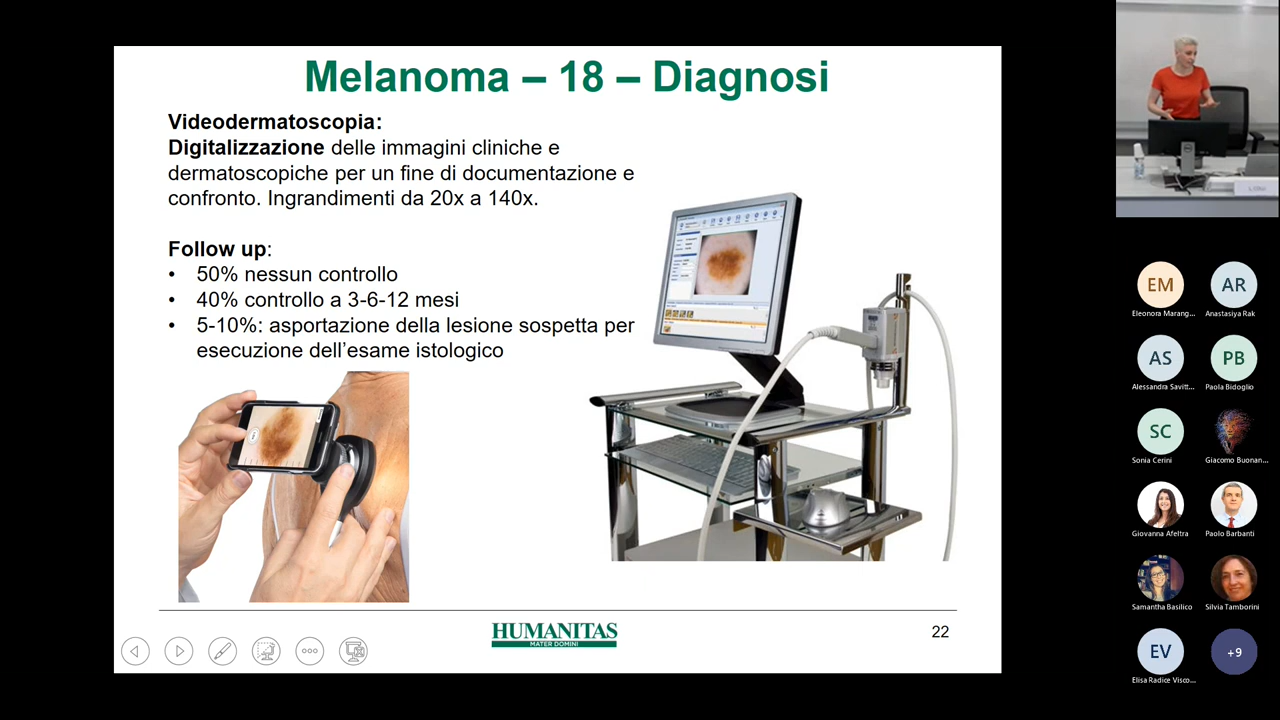 Melanoma – 18 – Diagnosi
Videodermatoscopia:
Digitalizzazione delle immagini cliniche e
dermatoscopiche per un fine di documentazione e
confronto. Ingrandimenti da 20x a 140x.
Follow up:
• 50% nessun controllo
• 40% controllo a 3-6-12 mesi
• 5-10%: asportazione della lesione sospetta per
esecuzione dell’esame istologico
HUMANITAS
MATER DOMINI
22
EM
Eleonora Marang...
AR
Anastasiya Rak
AS
Alessandra Savitt...
PB
Paola Bidoglio
SC
Sonia Cerini
Giacomo Buonan...
Giovanna Afeltra
Paolo Barbanti
Samantha Basilico
Silvia Tamborini
EV
Elisa Radice Visco...
+9